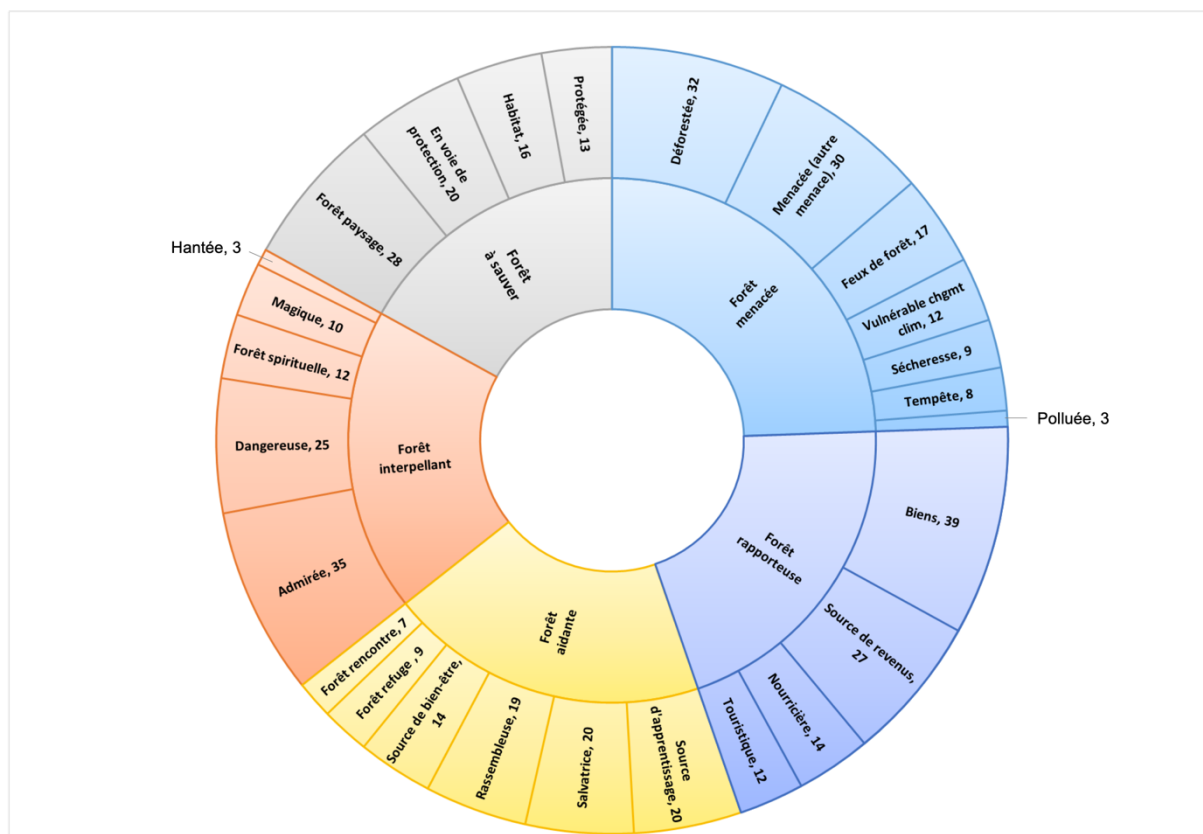 Déforestée, 32
Menacée (autre
menace), 30
Feux de forêt, 17
Vulnérable chgmt
clim, 12
Sécheresse, 9
Tempête, 8
Polluée, 3
Forêt
menacée
Biens, 39
Source de revenus,
27
Nourricière, 14
Touristique, 12
Forêt
rapporteuse
Source
d'apprentissage, 20
Salvatrice, 20
Rassembleuse, 19
Source de bien-être,
14
Forêt refuge , 9
Forêt rencontre, 7
Forêt
aidante
Admirée, 35
Dangereuse, 25
Forêt spirituelle, 12
Magique, 10
Hantée, 3
Forêt
interpellant
Forêt paysage, 28
En voie de
protection, 20
Habitat, 16
Protégée, 13
Forêt
à sauver